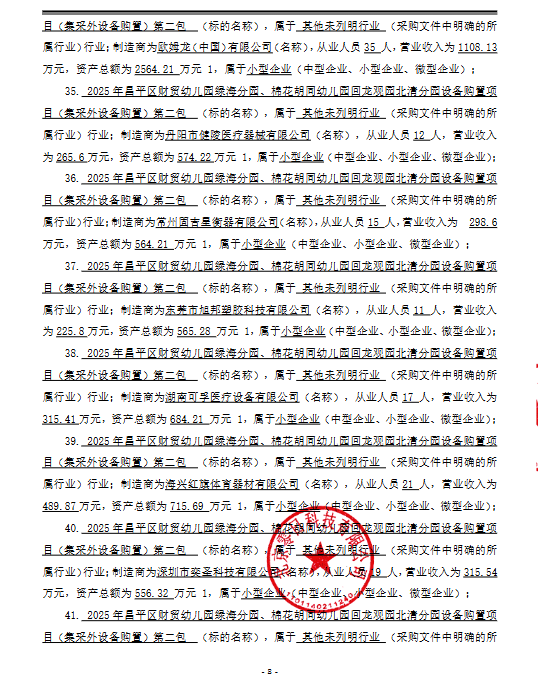 目（集采外设备购置）第二包 （标的名称），属于 其他未列明行业 （采购文件中明确的所
属行业）行业；制造商为欧姆龙（中国）有限公司（名称），从业人员 35 人，营业收入为 1108.13
万元，资产总额为 2564.21 万元 1，属于小型企业（中型企业、小型企业、微型企业）；
35. 2025 年昌平区财贸幼儿园绿海分园、棉花胡同幼儿园回龙观园北清分园设备购置项
目（集采外设备购置）第二包 （标的名称），属于 其他未列明行业 （采购文件中明确的所
属行业）行业；制造商为丹阳市健陵医疗器械有限公司（名称），从业人员 12 人，营业收入
为 265.6 万元，资产总额为 574.22 万元 1，属于小型企业（中型企业、小型企业、微型企业）；
36. 2025 年昌平区财贸幼儿园绿海分园、棉花胡同幼儿园回龙观园北清分园设备购置项
目（集采外设备购置）第二包 （标的名称），属于 其他未列明行业 （采购文件中明确的所
属行业）行业；制造商为常州固吉星衡器有限公司（名称），从业人员 15 人，营业收入为 298.6
万元，资产总额为 564.21 万元 1，属于小型企业（中型企业、小型企业、微型企业）；
37. 2025 年昌平区财贸幼儿园绿海分园、棉花胡同幼儿园回龙观园北清分园设备购置项
目（集采外设备购置）第二包 （标的名称），属于 其他未列明行业 （采购文件中明确的所
属行业）行业；制造商为东莞市旭邦塑胶科技有限公司（名称），从业人员 11 人，营业收入
为 225.8 万元，资产总额为 565.28 万元 1，属于小型企业（中型企业、小型企业、微型企业）；
38. 2025 年昌平区财贸幼儿园绿海分园、棉花胡同幼儿园回龙观园北清分园设备购置项
目（集采外设备购置）第二包 （标的名称），属于 其他未列明行业 （采购文件中明确的所
属行业）行业；制造商为湖南可孚医疗设备有限公司（名称），从业人员 17 人，营业收入为
315.41 万元，资产总额为 684.21 万元 1，属于小型企业（中型企业、小型企业、微型企业）；
39. 2025 年昌平区财贸幼儿园绿海分园、棉花胡同幼儿园回龙观园北清分园设备购置项
目（集采外设备购置）第二包 （标的名称），属于 其他未列明行业 （采购文件中明确的所
属行业）行业；制造商为海兴红旗体育器材有限公司（名称），从业人员 21 人，营业收入为
489.87 万元，资产总额为 715.69 万元 1，属于小型企业（中型企业、小型企业、微型企业）；
40. 2025 年昌平区财贸幼儿园绿海分园、棉花胡同幼儿园回龙观园北清分园设备购置项
目（集采外设备购置）第二包 （标的名称），属于 其他未列明行业 （采购文件中明确的所
属行业）行业；制造商为深圳市奕圣科技有限公司（名称），从业人员 19 人，营业收入为 315.54
万元，资产总额为 556.32 万元 1，属于小型企业（中型企业、小型企业、微型企业）；
41. 2025 年昌平区财贸幼儿园绿海分园、棉花胡同幼儿园回龙观园北清分园设备购置项
目（集采外设备购置）第二包 （标的名称），属于 其他未列明行业 （采购文件中明确的所
- 8 -